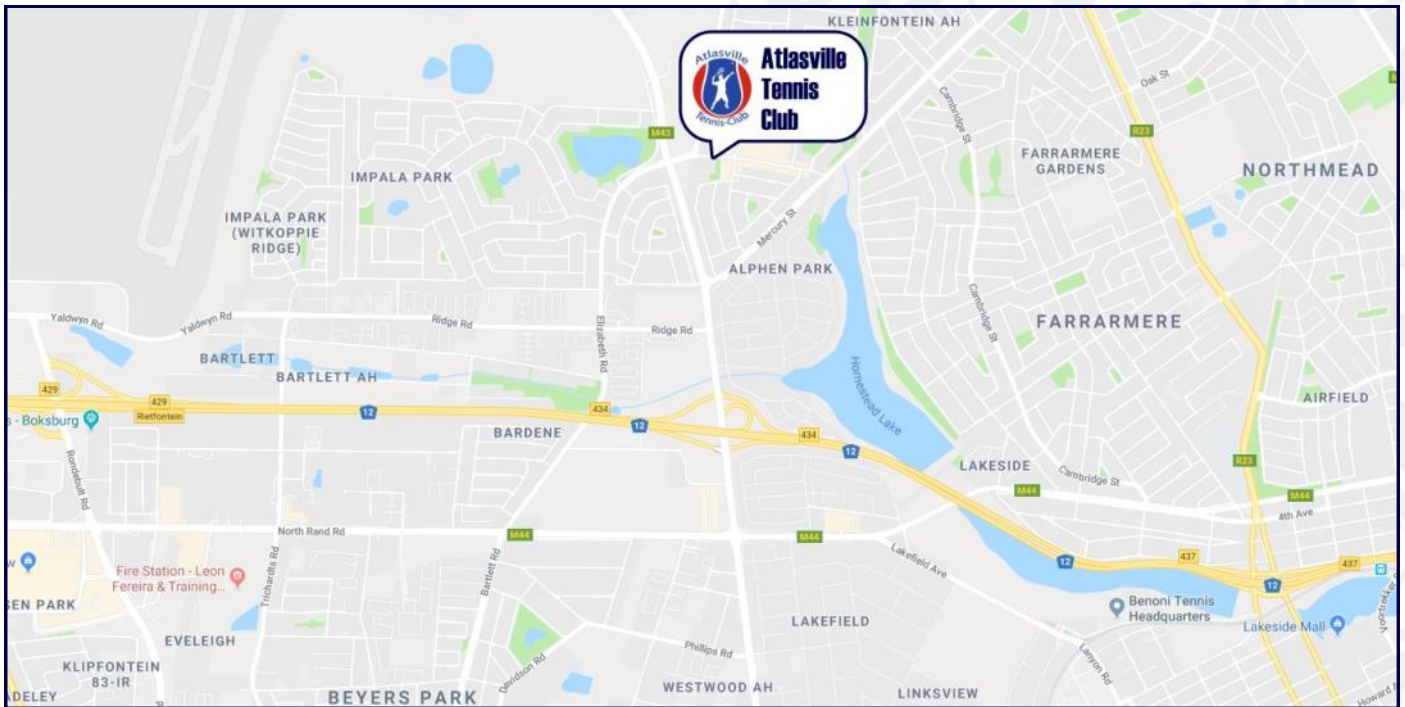 KLEINFONTEIN AH
Atlasville
Tennis-Club
Atlasville
Tennis
Club
M43
Oak St
Cambridge St
R23
FARRARMERE
GARDENS
NORTHMEAD
IMPALA PARK
IMPALA PARK
(WITKOPPIE
RIDGE)
Mercury St
ALPHEN PARK
Cambridge St
FARRARMERE
Yaldwyn Rd
Yaldwyn Rd
Ridge Rd
Elizabeth Rd
Ridge Rd
BARTLETT
BARTLETT AH
Homestead Lake
429
429
Rietfontein
12
434
12
434
12
AIRFIELD
s - Boksburg
BARDENE
LAKESIDE
Cambridge St
R23
Rondebult Rd
M44
M44
4th Ave
North Rand Rd
M44
M44
Trichardts Rd
Bartlett Rd
Lakefield Ave
12
437
437
12
w
Fire Station - Leon
Fereira & Training...
SEN PARK
Benoni Tennis
Headquarters
Lakeside Mall
Voortrekker
EVELEIGH
LAKEFIELD
Phillips Rd
Lanyon Rd
KLIPFONTEIN
83-IR
Davidson Rd
WESTWOOD AH
LINKSVIEW
ADELEY
BEYERS PARK
Howard A